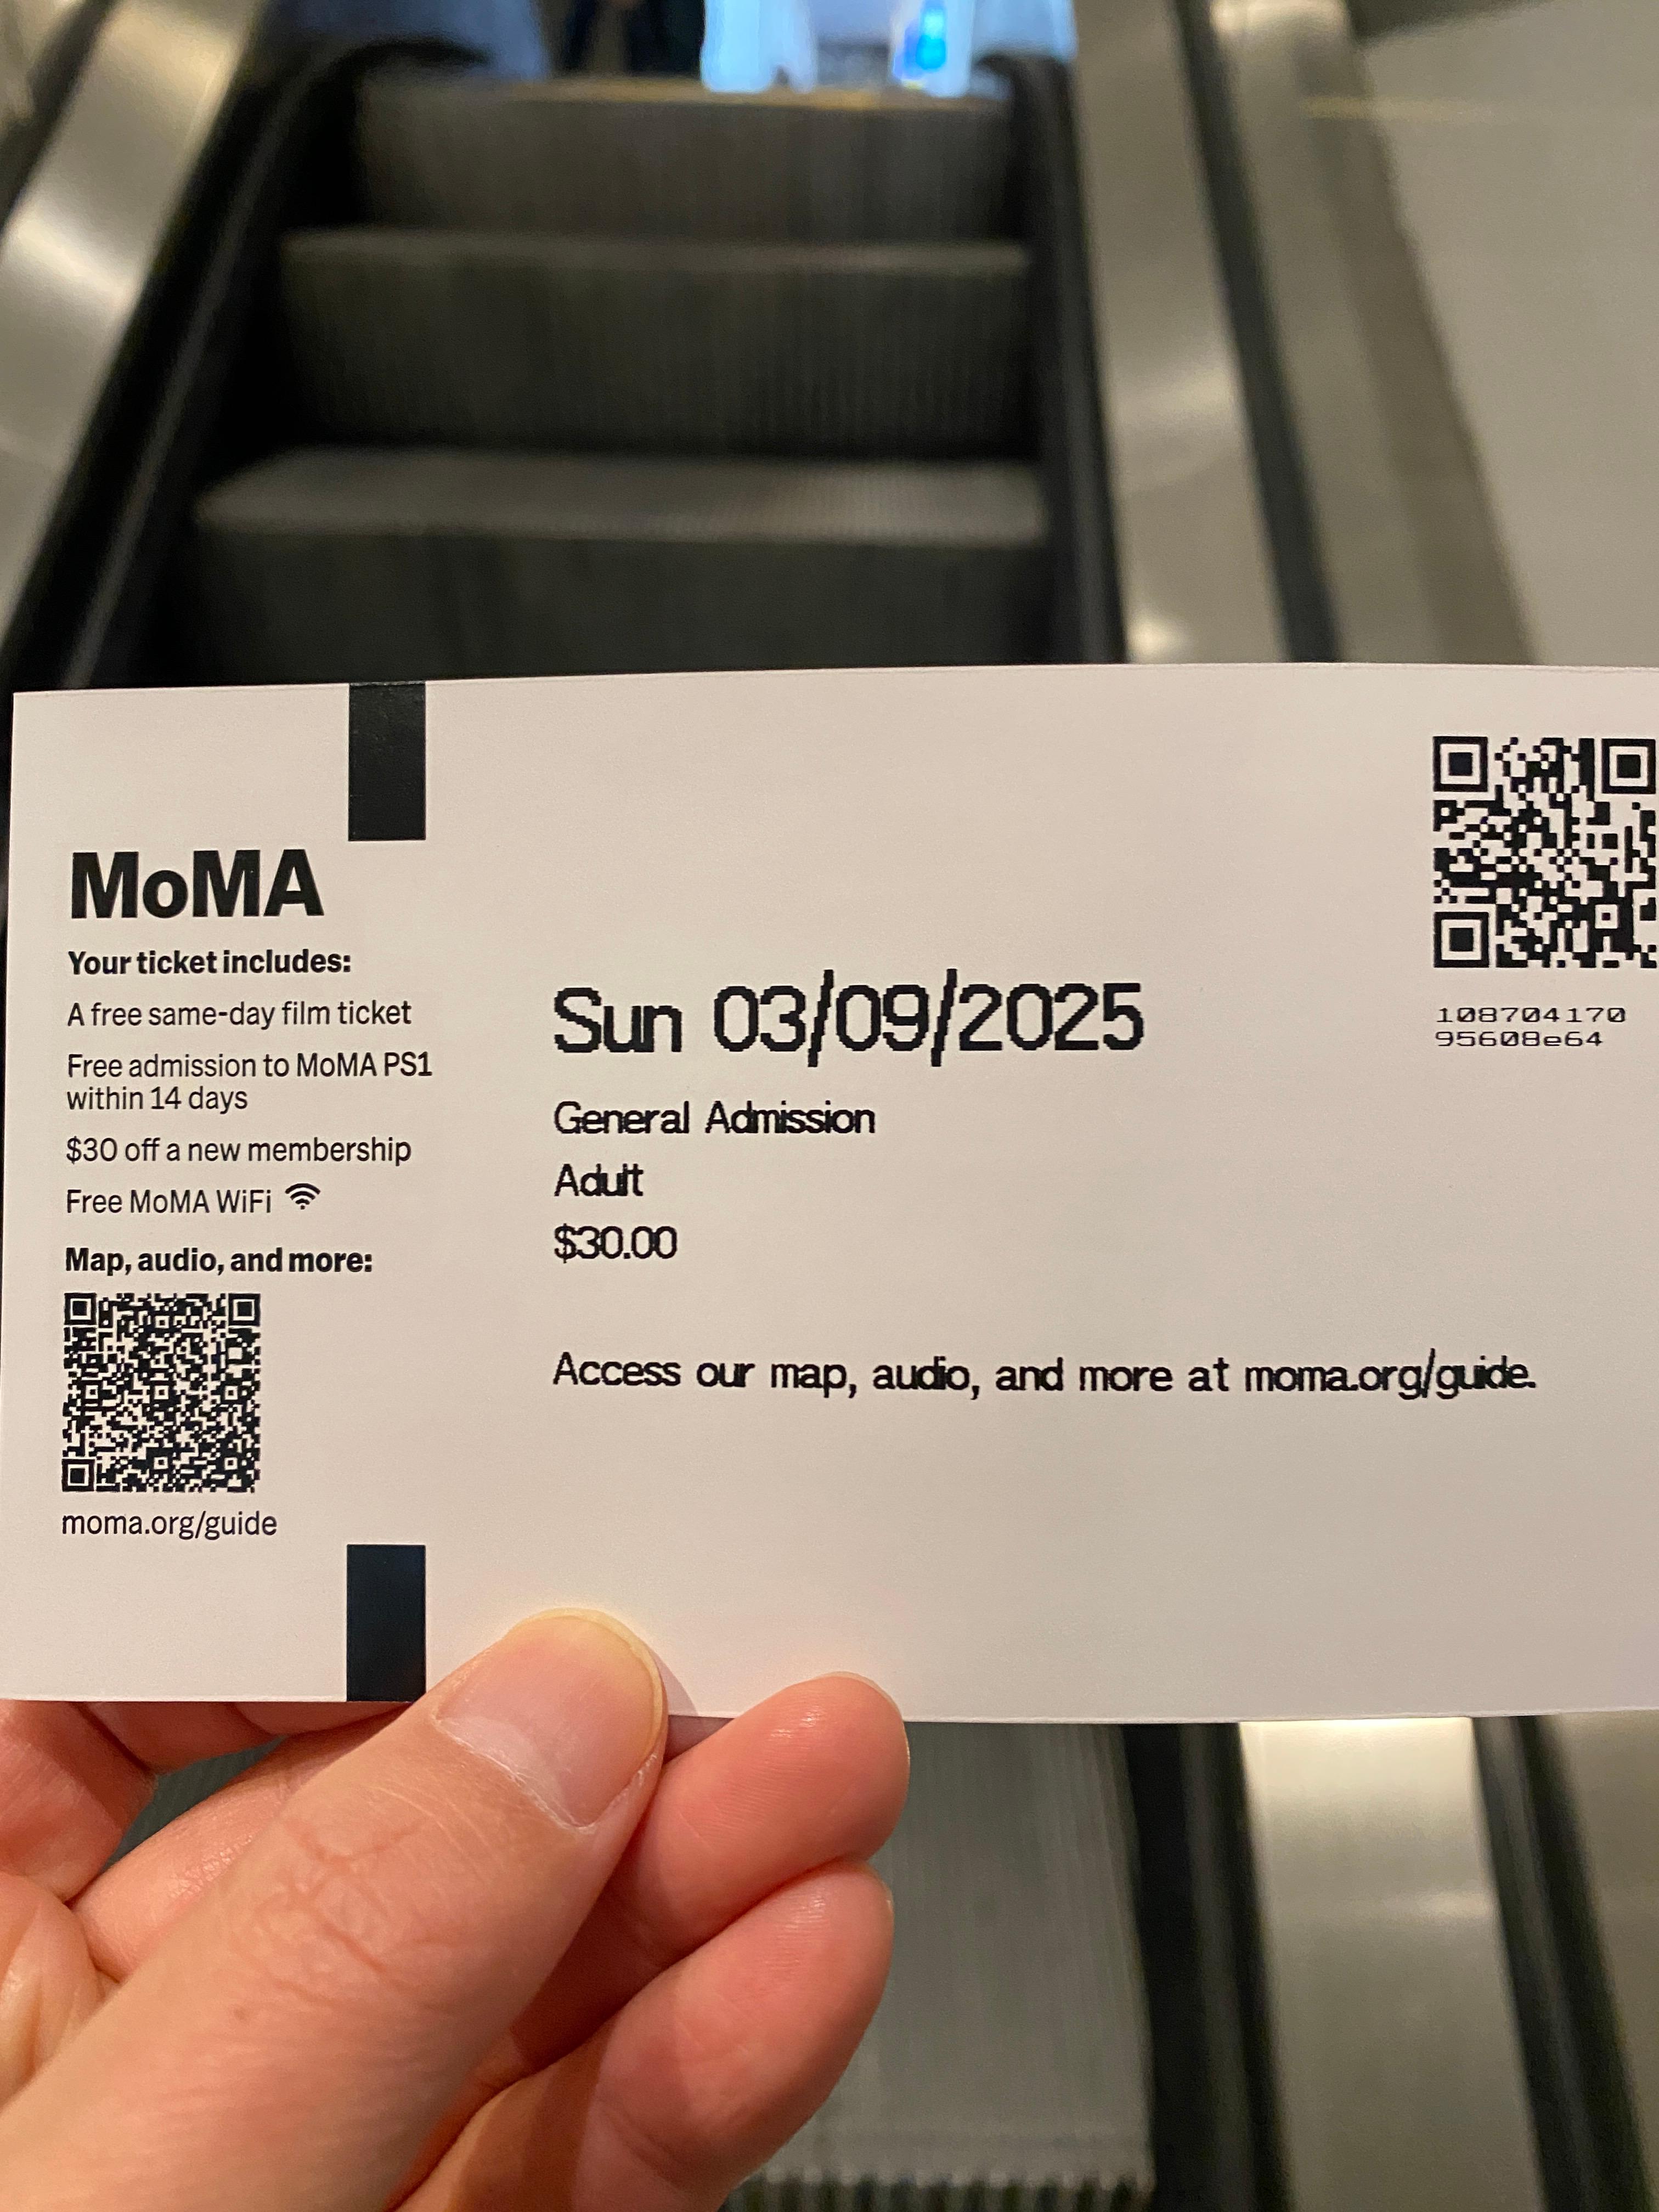 MoMA
Your ticket includes:
A free same-day film ticket
Free admission to MoMA PS1
within 14 days
$30 off a new membership
Free MoMA WiFi
Map, audio, and more:
moma.org/guide
Sun 03/09/2025
General Admission
Adult
$30.00
Access our map, audio, and more at moma.org/guide.
108704170
95608e64